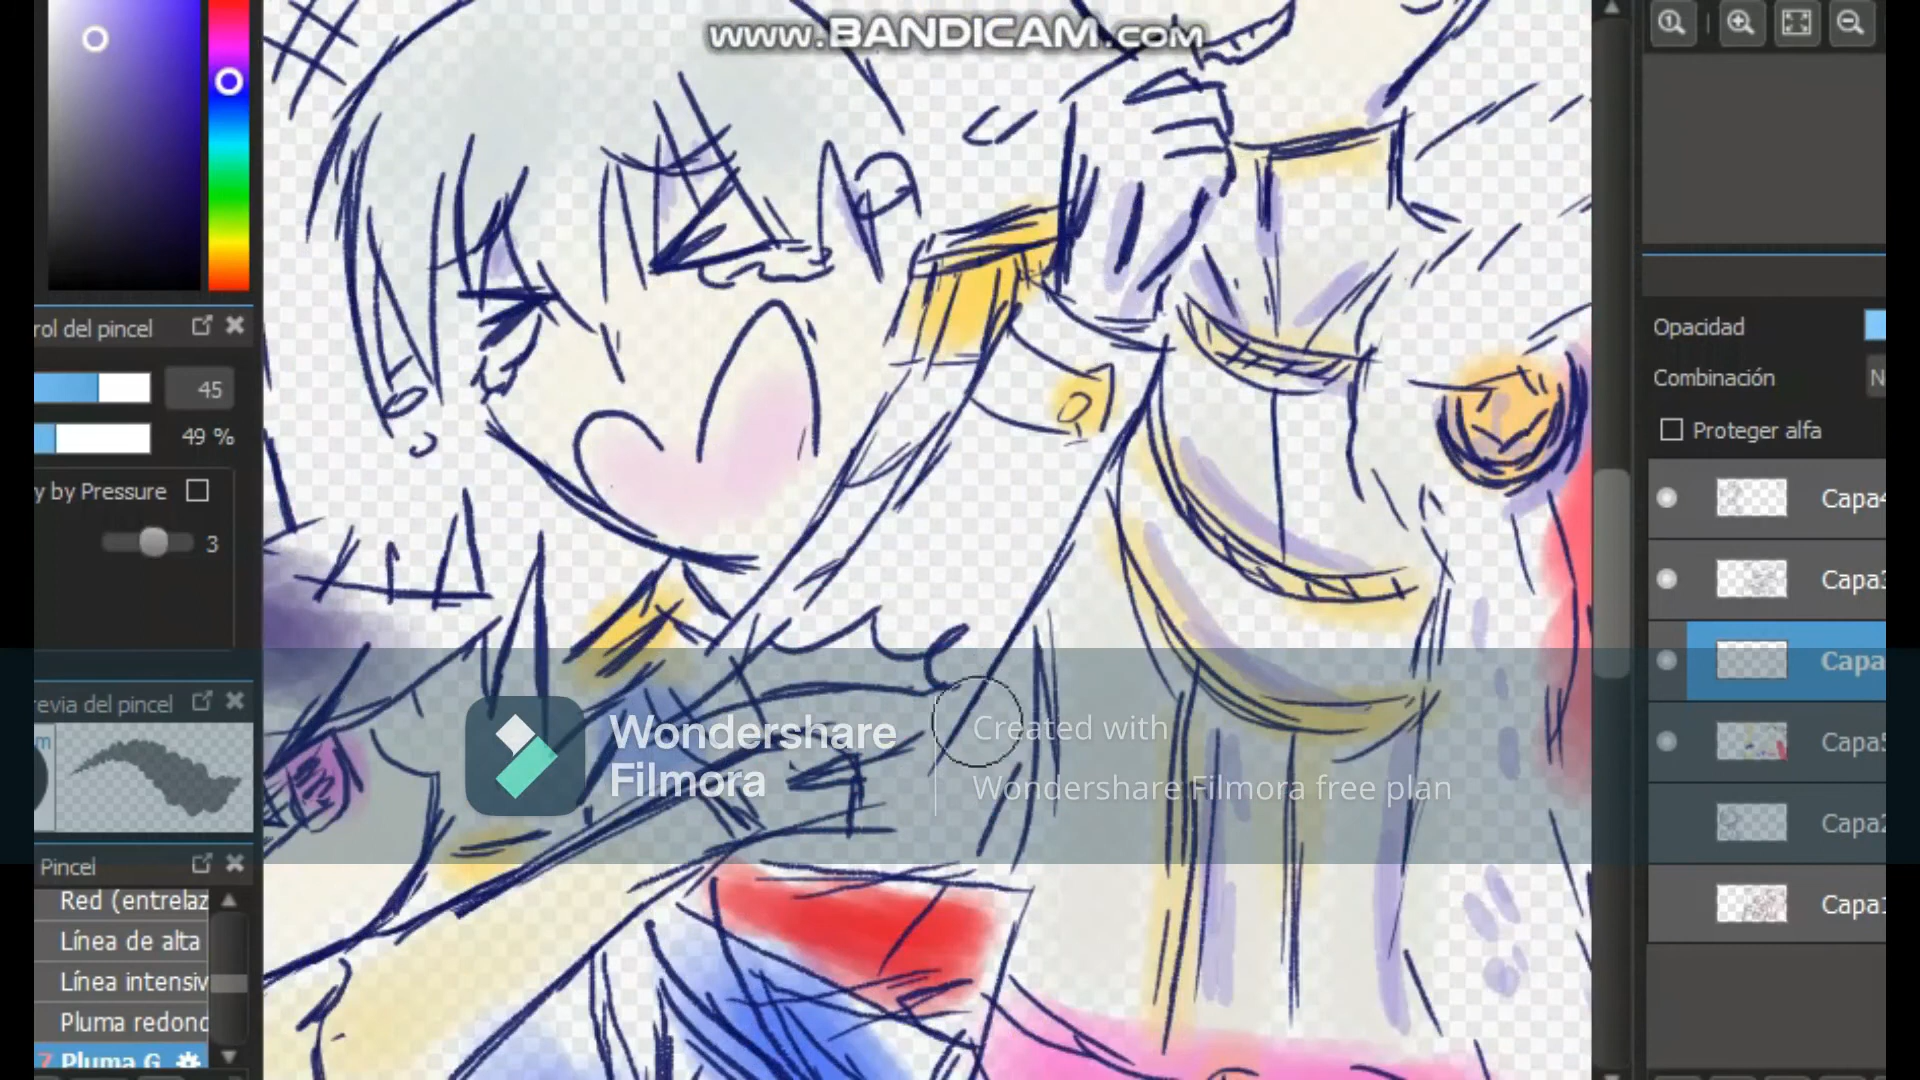 www.BANDICAM.com
rol del pincel
45
49 %
y by Pressure
3
revia del pincel
Pincel
Red (entrelaz
Línea de alta
Línea intensiv
Pluma redond
Pluma G
Wondershare
Filmora
Created with
Wondershare Filmora free plan
Opacidad
Combinación
N
Proteger alfa
Capa4
Capa3
Capa
Capa5
Capa2
Capa1